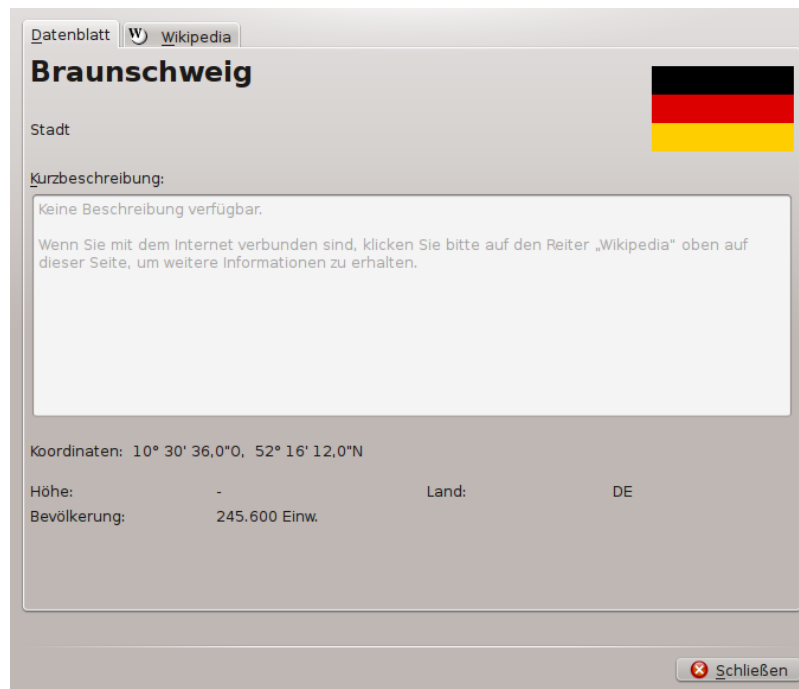 Datenblatt W Wikipedia
Braunschweig
Stadt
Kurzbeschreibung:
Keine Beschreibung verfügbar.
Wenn Sie mit dem Internet verbunden sind, klicken Sie bitte auf den Reiter „Wikipedia“ oben auf
dieser Seite, um weitere Informationen zu erhalten.
Koordinaten: 10° 30' 36,0"O, 52° 16' 12,0"N
Höhe: - Land: DE
Bevölkerung: 245.600 Einw.
Schließen